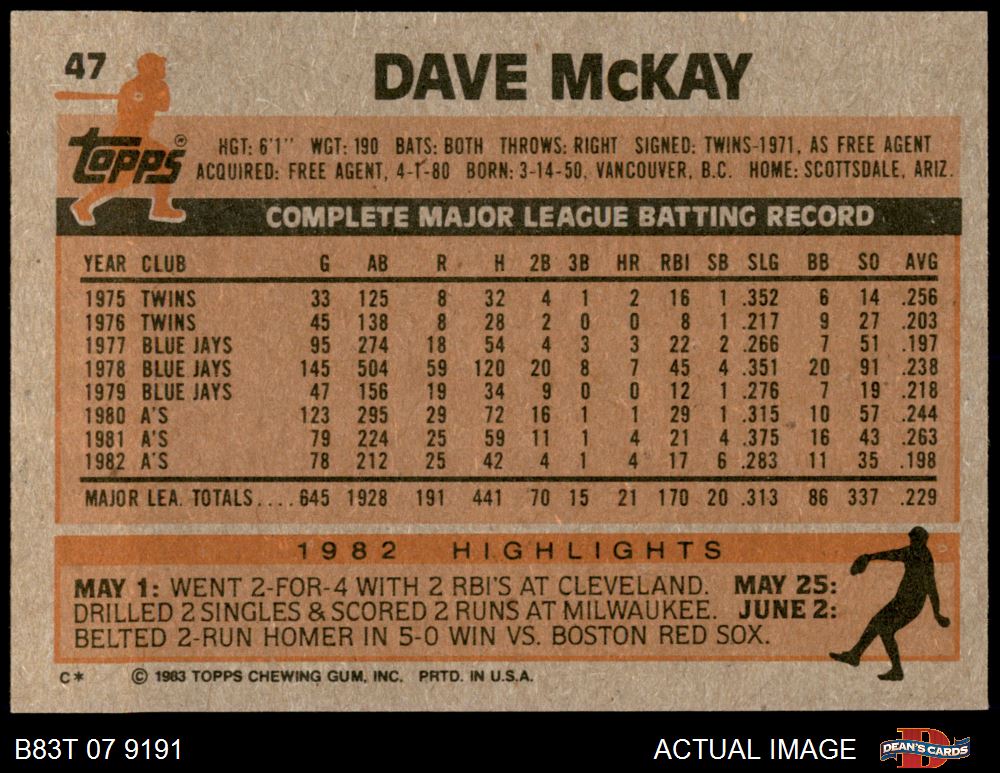 47
DAVE McKAY
Topps®
HGT: 6'1" WGT: 190 BATS: BOTH THROWS: RIGHT SIGNED: TWINS-1971, AS FREE AGENT
ACQUIRED: FREE AGENT, 4-1-80 BORN: 3-14-50, VANCOUVER, B.C. HOME: SCOTTSDALE, ARIZ.
COMPLETE MAJOR LEAGUE BATTING RECORD
YEAR CLUB G AB R H 2B 3B HR RBI SB SLG BB SO AVG
1975 TWINS 33 125 8 32 4 1 2 16 1 .352 6 14 .256
1976 TWINS 45 138 8 28 2 0 0 8 1 .217 9 27 .203
1977 BLUE JAYS 95 274 18 54 4 3 3 22 2 .266 7 51 .197
1978 BLUE JAYS 145 504 59 120 20 8 7 45 4 .351 20 91 .238
1979 BLUE JAYS 47 156 19 34 9 0 0 12 1 .276 7 19 .218
1980 A'S 123 295 29 72 16 1 1 29 1 .315 10 57 .244
1981 A'S 79 224 25 59 11 1 4 21 4 .375 16 43 .263
1982 A'S 78 212 25 42 4 1 4 17 6 .283 11 35 .198
MAJOR LEA. TOTALS.... 645 1928 191 441 70 15 21 170 20 .313 86 337 .229
1982 HIGHLIGHTS
MAY 1: WENT 2-FOR-4 WITH 2 RBI'S AT CLEVELAND. MAY 25:
DRILLED 2 SINGLES & SCORED 2 RUNS AT MILWAUKEE. JUNE 2:
BELTED 2-RUN HOMER IN 5-0 WIN VS. BOSTON RED SOX.
C* © 1983 TOPPS CHEWING GUM, INC. PRTD. IN U.S.A.
B83T 07 9191 ACTUAL IMAGE DEAN'S CARDS